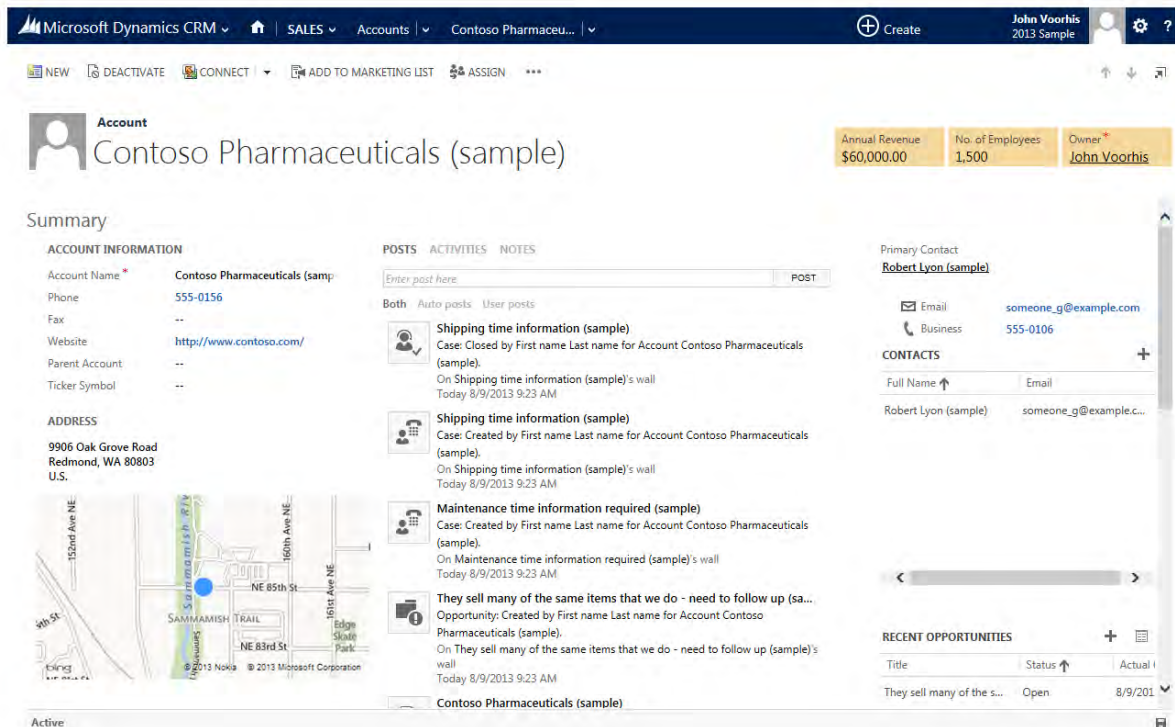 Microsoft Dynamics CRM
SALES
Accounts
Contoso Pharmaceu...
Create
John Voorhis
2013 Sample
?
NEW
DEACTIVATE
CONNECT
ADD TO MARKETING LIST
ASSIGN
•••
Account
Contoso Pharmaceuticals (sample)
Annual Revenue
$60,000.00
No. of Employees
1,500
Owner*
John Voorhis
Summary
ACCOUNT INFORMATION
Account Name * Contoso Pharmaceuticals (samp
Phone 555-0156
Fax --
Website http://www.contoso.com/
Parent Account --
Ticker Symbol --
ADDRESS
9906 Oak Grove Road
Redmond, WA 80803
U.S.
152nd Ave NE
Sammamish Riv
160th Ave NE
161st Ave NE
NE 85th St
SAMMAMISH TRAIL
Edge
Skate
Park
NE 83rd St
bing
© 2013 Nokia © 2013 Microsoft Corporation
POSTS ACTIVITIES NOTES
Enter post here
POST
Both Auto posts User posts
Shipping time information (sample)
Case: Closed by First name Last name for Account Contoso Pharmaceuticals
(sample).
On Shipping time information (sample)'s wall
Today 8/9/2013 9:23 AM
Shipping time information (sample)
Case: Created by First name Last name for Account Contoso Pharmaceuticals
(sample).
On Shipping time information (sample)'s wall
Today 8/9/2013 9:23 AM
Maintenance time information required (sample)
Case: Created by First name Last name for Account Contoso Pharmaceuticals
(sample).
On Maintenance time information required (sample)'s wall
Today 8/9/2013 9:23 AM
They sell many of the same items that we do - need to follow up (sa...
Opportunity: Created by First name Last name for Account Contoso
Pharmaceuticals (sample).
On They sell many of the same items that we do - need to follow up (sample)'s
wall
Today 8/9/2013 9:23 AM
Contoso Pharmaceuticals (sample)
Primary Contact
Robert Lyon (sample)
Email someone_g@example.com
Business 555-0106
CONTACTS
Full Name Email
Robert Lyon (sample) someone_g@example.c...
RECENT OPPORTUNITIES
Title Status Actual
They sell many of the s... Open 8/9/201
Active